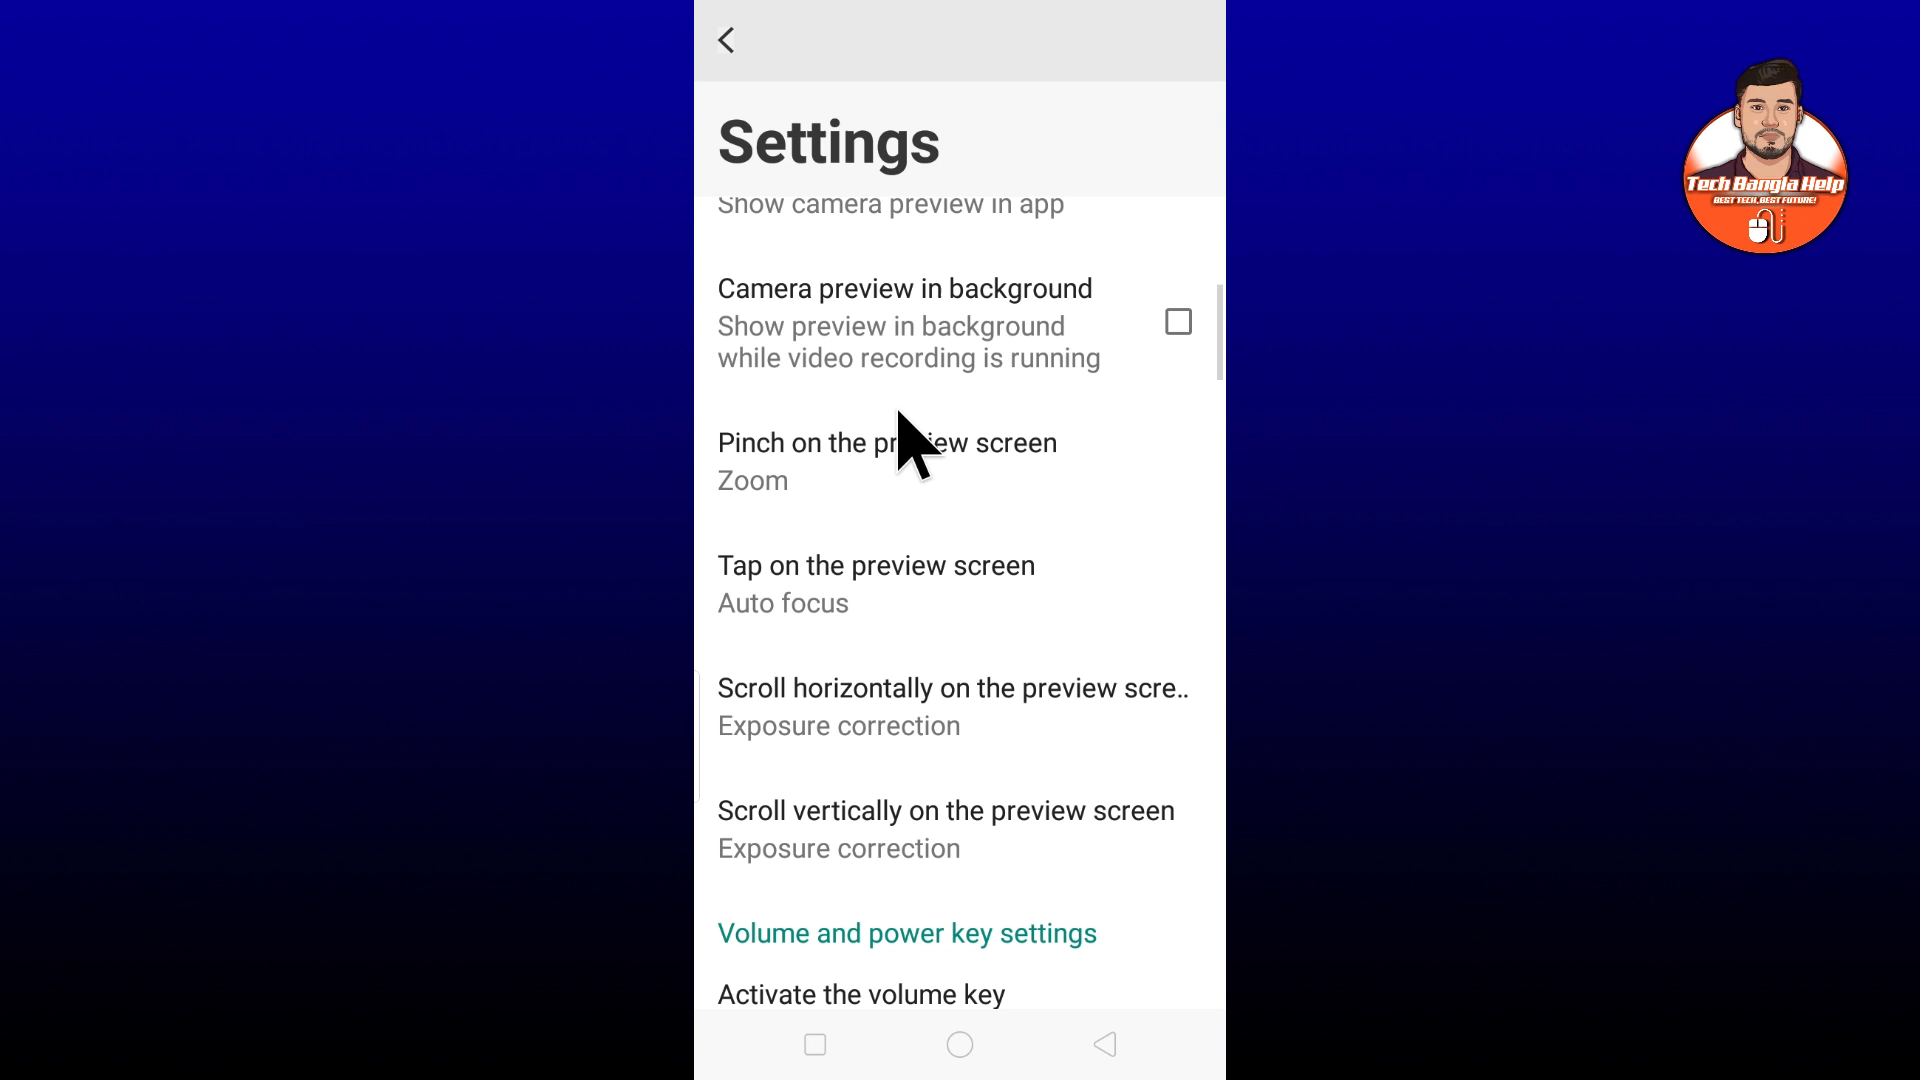 Settings
Show camera preview in app
Camera preview in background
Show preview in background
while video recording is running
Pinch on the preview screen
Zoom
Tap on the preview screen
Auto focus
Scroll horizontally on the preview scre..
Exposure correction
Scroll vertically on the preview screen
Exposure correction
Volume and power key settings
Activate the volume key
Tech Bangla Help
BEST TECH, BEST FUTURE!